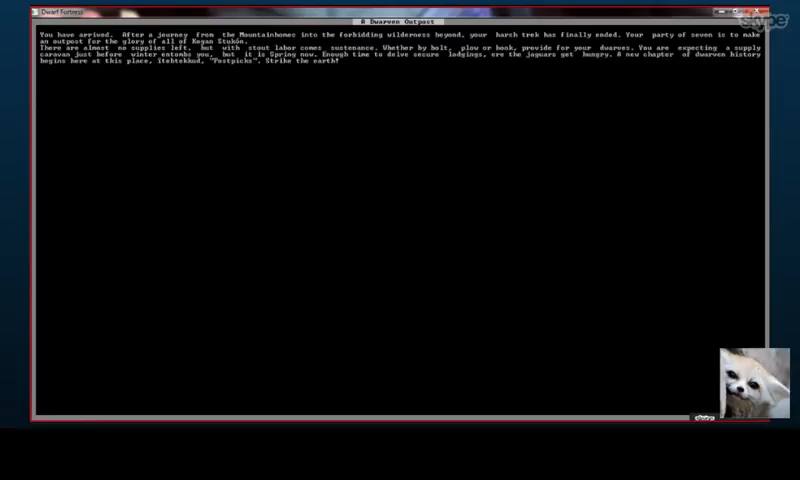 Dwarf Fortress
A Dwarven Outpost
skype
You have arrived. After a journey from the Mountainhomes into the forbidding wilderness beyond, your harsh trek has finally ended. Your party of seven is to make
an outpost for the glory of all of Kogan Stukón.
There are almost no supplies left, but with stout labor comes sustenance. Whether by bolt, plow or hook, provide for your dwarves. You are expecting a supply
caravan just before winter entombs you, but it is Spring now. Enough time to delve secure lodgings, ere the jaguars get hungry. A new chapter of dwarven history
begins here at this place, Itehtekkud, "Postpicks". Strike the earth!
skype